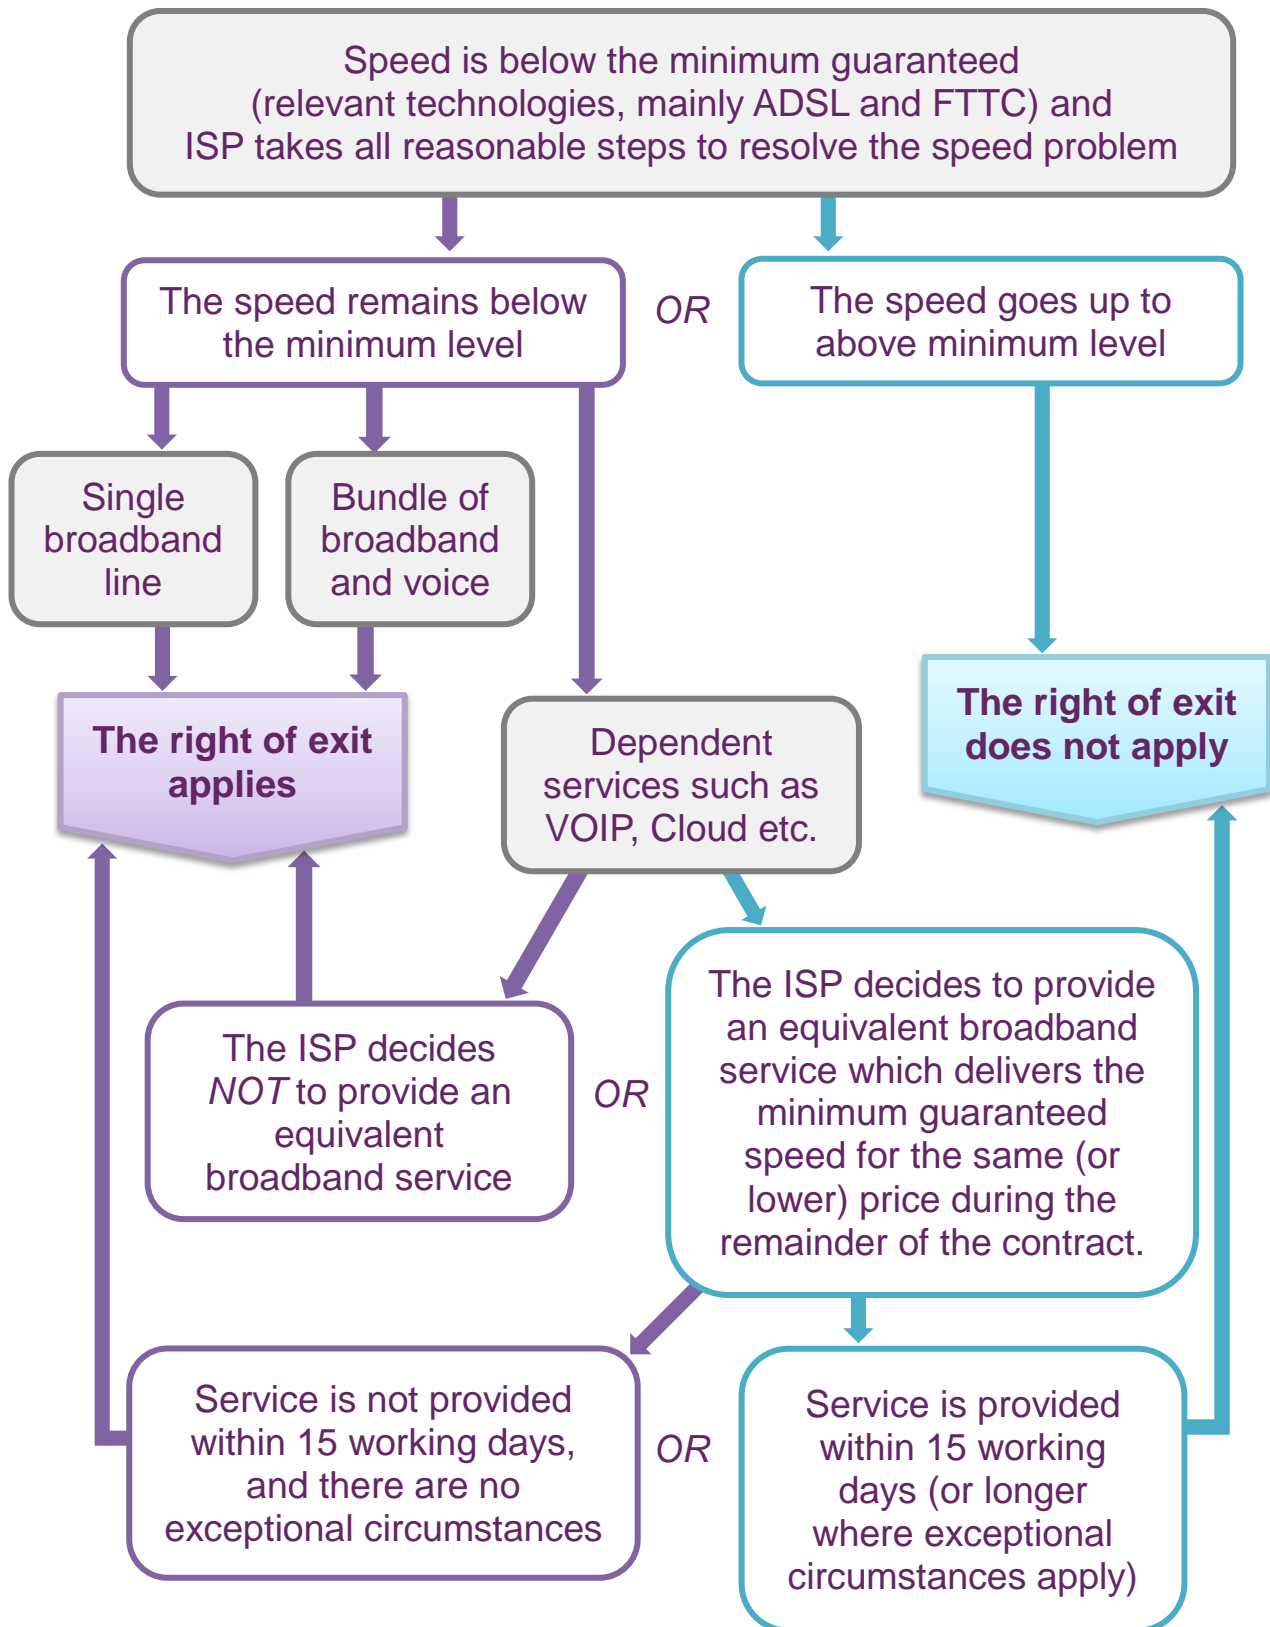 Speed is below the minimum guaranteed
(relevant technologies, mainly ADSL and FTTC) and
ISP takes all reasonable steps to resolve the speed problem
The speed remains below
the minimum level
OR
The speed goes up to
above minimum level
Single
broadband
line
Bundle of
broadband
and voice
The right of exit
applies
Dependent
services such as
VOIP, Cloud etc.
The right of exit
does not apply
The ISP decides
NOT to provide an
equivalent
broadband service
OR
The ISP decides to provide
an equivalent broadband
service which delivers the
minimum guaranteed
speed for the same (or
lower) price during the
remainder of the contract.
Service is not provided
within 15 working days,
and there are no
exceptional circumstances
OR
Service is provided
within 15 working
days (or longer
where exceptional
circumstances apply)